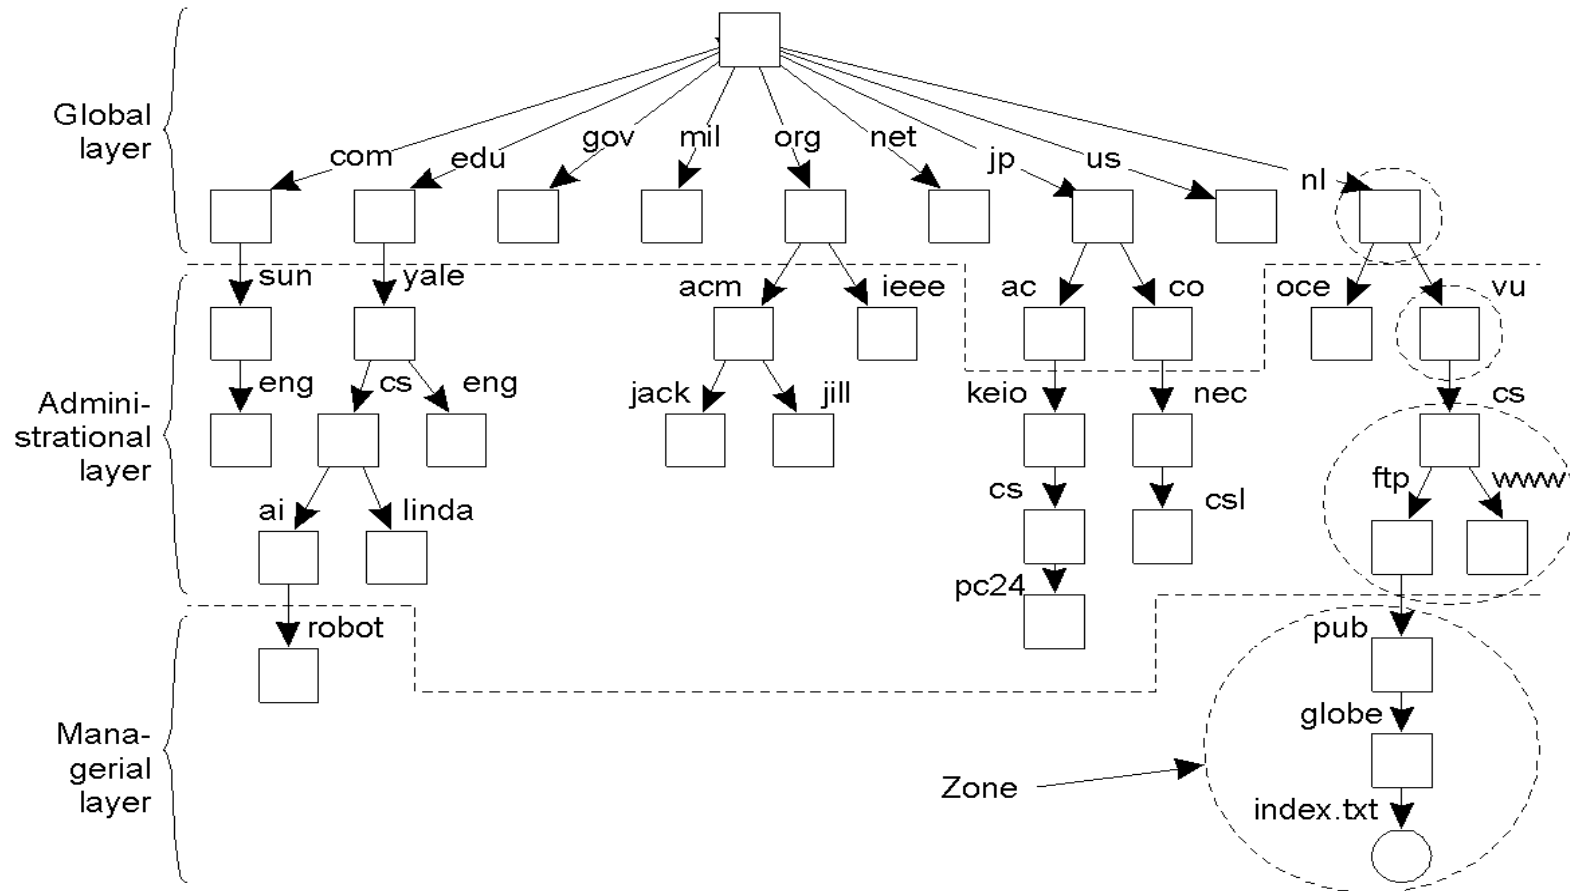 Global
layer
com
edu
gov
mil
org
net
jp
us
nl
sun
yale
acm
ieee
ac
co
oce
vu
Admini-
strational
layer
eng
cs
eng
jack
jill
keio
nec
cs
ai
linda
cs
csl
ftp
www
pc24
robot
pub
Mana-
gerial
layer
globe
Zone
index.txt